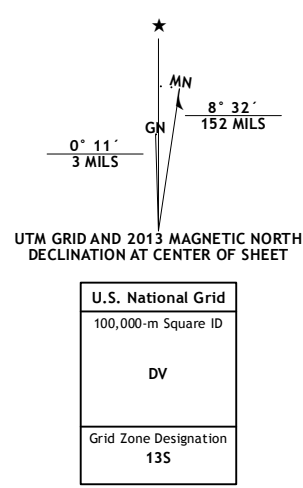 ★
MN
GN
8° 32´
152 MILS
0° 11´
3 MILS
UTM GRID AND 2013 MAGNETIC NORTH
DECLINATION AT CENTER OF SHEET
U.S. National Grid
100,000-m Square ID
DV
Grid Zone Designation
13S